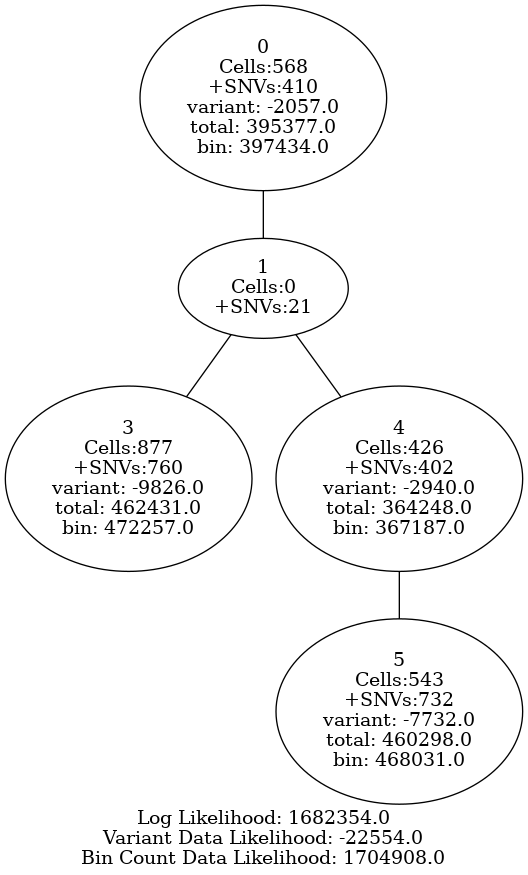 0
Cells:568
+SNVs:410
variant: -2057.0
total: 395377.0
bin: 397434.0
1
Cells:0
+SNVs:21
3
Cells:877
+SNVs:760
variant: -9826.0
total: 462431.0
bin: 472257.0
4
Cells:426
+SNVs:402
variant: -2940.0
total: 364248.0
bin: 367187.0
5
Cells:543
+SNVs:732
variant: -7732.0
total: 460298.0
bin: 468031.0
Log Likelihood: 1682354.0
Variant Data Likelihood: -22554.0
Bin Count Data Likelihood: 1704908.0